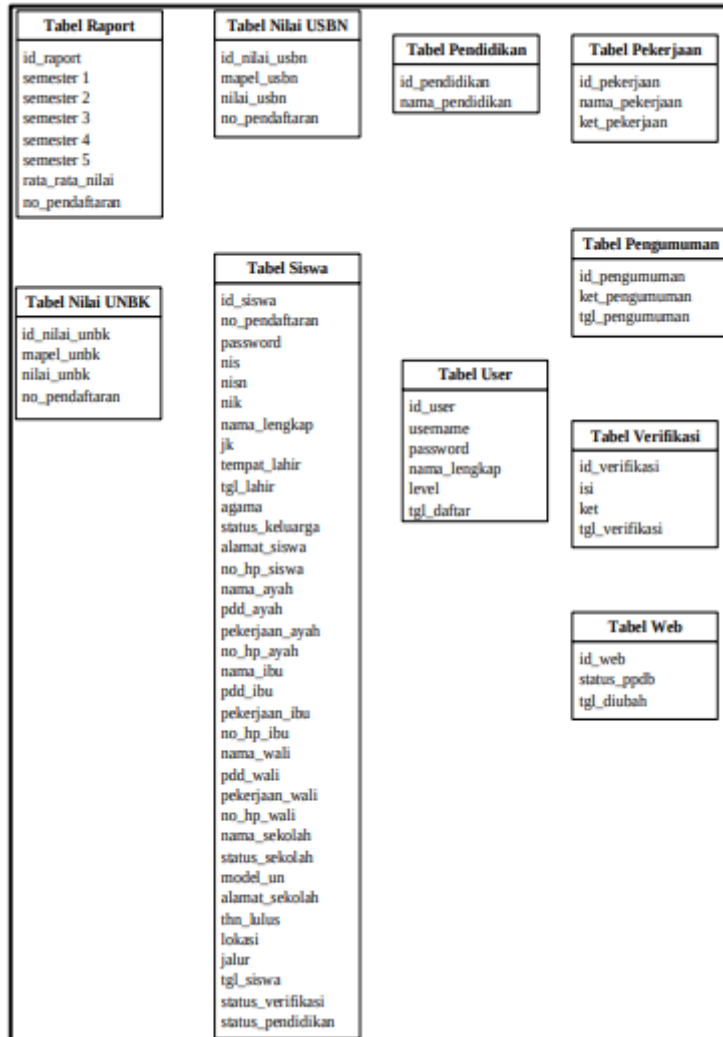 Tabel Raport
id_raport
semester 1
semester 2
semester 3
semester 4
semester 5
rata_rata_nilai
no_pendaftaran
Tabel Nilai USBN
id_nilai_usbn
mapel_usbn
nilai_usbn
no_pendaftaran
Tabel Pendidikan
id_pendidikan
nama_pendidikan
Tabel Pekerjaan
id_pekerjaan
nama_pekerjaan
ket_pekerjaan
Tabel Nilai UNBK
id_nilai_unbk
mapel_unbk
nilai_unbk
no_pendaftaran
Tabel Siswa
id_siswa
no_pendaftaran
password
nis
nisn
nik
nama_lengkap
jk
tempat_lahir
tgl_lahir
agama
status_keluarga
alamat_siswa
no_hp_siswa
nama_ayah
pdd_ayah
pekerjaan_ayah
no_hp_ayah
nama_ibu
pdd_ibu
pekerjaan_ibu
no_hp_ibu
nama_wali
pdd_wali
pekerjaan_wali
no_hp_wali
nama_sekolah
status_sekolah
model_un
alamat_sekolah
thn_lulus
lokasi
jalur
tgl_siswa
status_verifikasi
status_pendidikan
Tabel User
id_user
username
password
nama_lengkap
level
tgl_daftar
Tabel Pengumuman
id_pengumuman
ket_pengumuman
tgl_pengumuman
Tabel Verifikasi
id_verifikasi
isi
ket
tgl_verifikasi
Tabel Web
id_web
status_ppdb
tgl_diubah